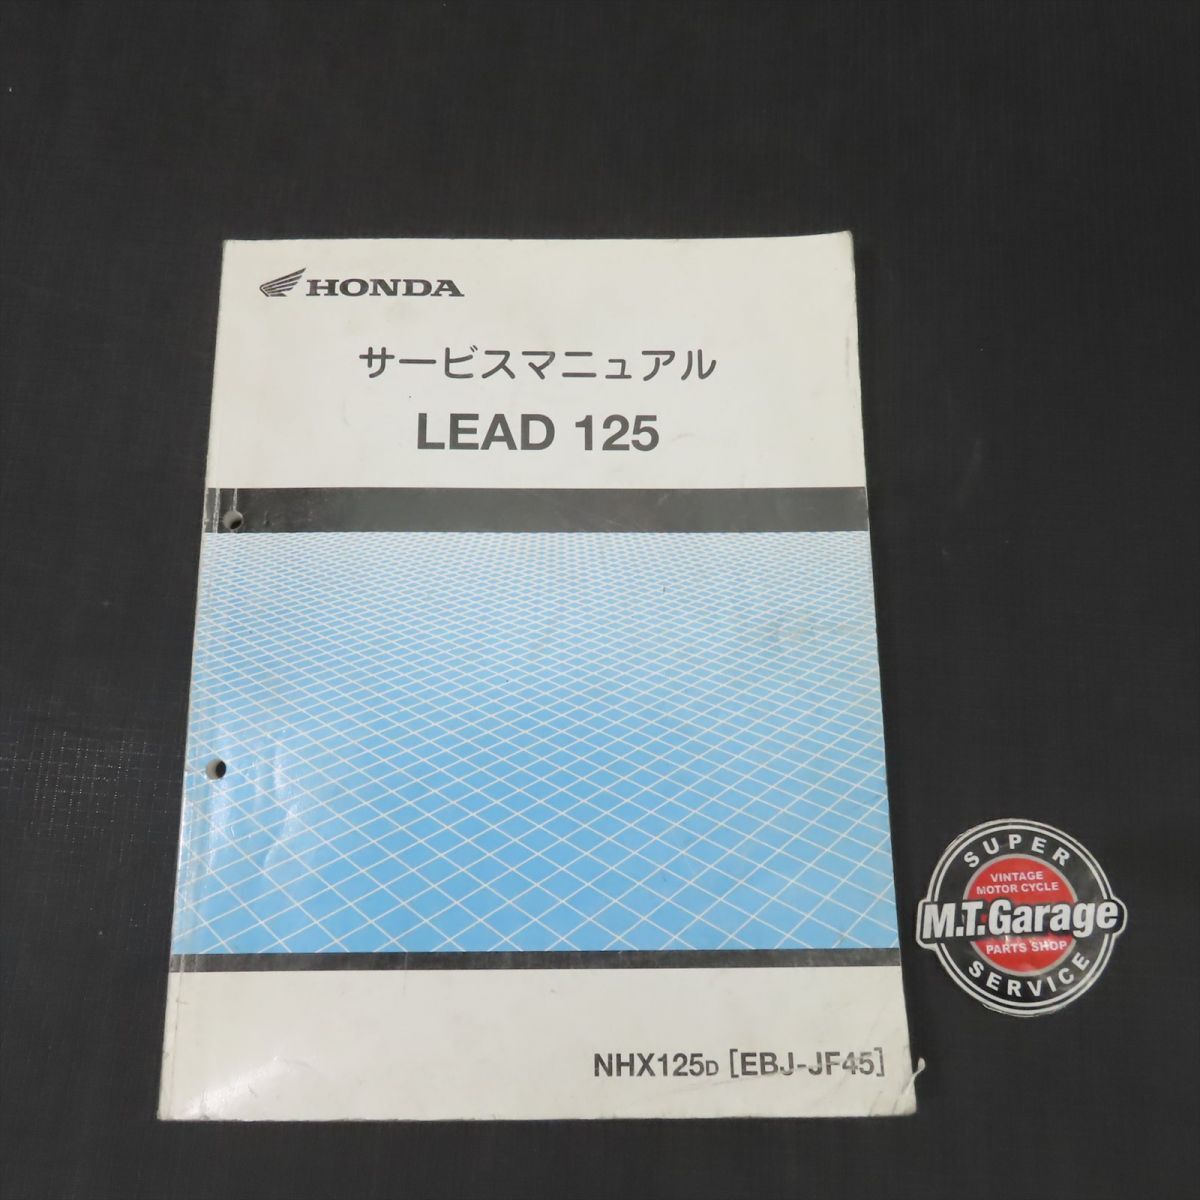 HONDA
サービスマニュアル
LEAD 125
NHX125D [EBJ-JF45]
SUPER
VINTAGE
MOTOR CYCLE
M.T.Garage
PARTS SHOP
SERVICE